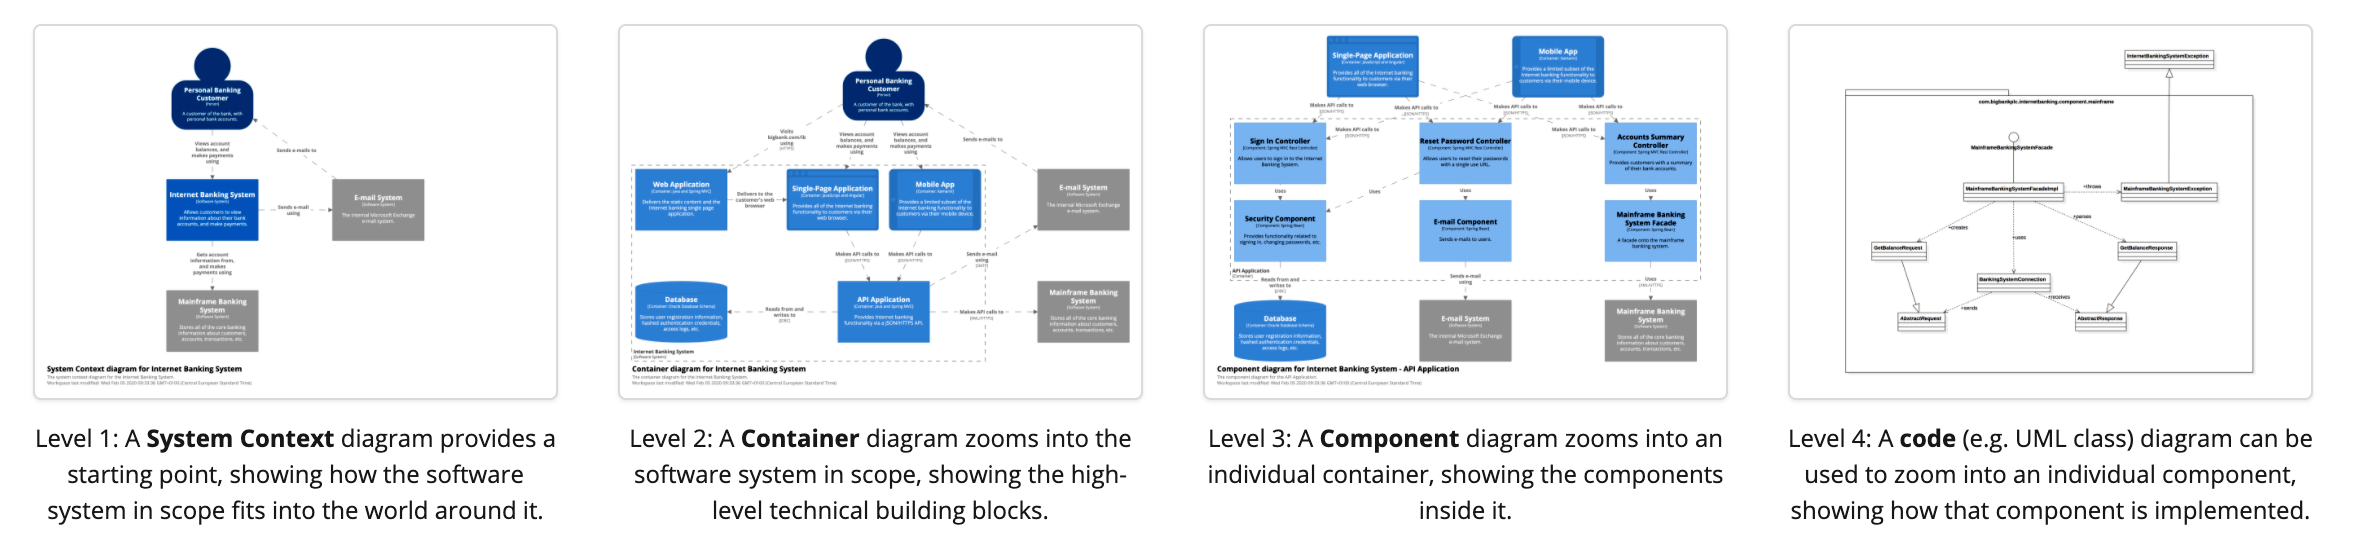 Personal Banking
Customer
[Person]
A customer of the bank, with
personal bank accounts.
Views account
balances, and
makes payments
using
Sends e-mails to
Internet Banking System
[Software System]
Allows customers to view
information about their bank
accounts, and make payments.
Sends e-mail
using
E-mail System
[Software System]
The internal Microsoft Exchange
e-mail system.
Gets account
information from,
and makes
payments using
Mainframe Banking
System
[Software System]
Stores all of the core banking
information about customers,
accounts, transactions, etc.
System Context diagram for Internet Banking System
The system context diagram for the Internet Banking System.
Workspace last modified: Wed Feb 05 2020 09:33:36 GMT+0100 (Central European Standard Time)
Level 1: A System Context diagram provides a
starting point, showing how the software
system in scope fits into the world around it.
Personal Banking
Customer
[Person]
A customer of the bank, with
personal bank accounts.
Visits
bigbank.com/ib
using
[HTTPS]
Views account
balances, and
makes payments
using
Views account
balances, and
makes payments
using
Sends e-mails to
Web Application
[Container: Java and Spring MVC]
Delivers the static content and the
Internet banking single page
application.
Delivers to the
customer's web
browser
Single-Page Application
[Container: JavaScript and Angular]
Provides all of the Internet banking
functionality to customers via their
web browser.
Mobile App
[Container: Xamarin]
Provides a limited subset of the
Internet banking functionality to
customers via their mobile device.
E-mail System
[Software System]
The internal Microsoft Exchange
e-mail system.
Makes API calls to
[JSON/HTTPS]
Makes API calls to
[JSON/HTTPS]
Sends e-mail
using
[SMTP]
Database
[Container: Oracle Database Schema]
Stores user registration information,
hashed authentication credentials,
access logs, etc.
Reads from and
writes to
[JDBC]
API Application
[Container: Java and Spring MVC]
Provides Internet banking
functionality via a JSON/HTTPS API.
Makes API calls to
[XML/HTTPS]
Mainframe Banking
System
[Software System]
Stores all of the core banking
information about customers,
accounts, transactions, etc.
Internet Banking System
[Software System]
Container diagram for Internet Banking System
The container diagram for the Internet Banking System.
Workspace last modified: Wed Feb 05 2020 09:33:36 GMT+0100 (Central European Standard Time)
Level 2: A Container diagram zooms into the
software system in scope, showing the high-
level technical building blocks.
Single-Page Application
[Container: JavaScript and Angular]
Provides all of the Internet banking
functionality to customers via their
web browser.
Mobile App
[Container: Xamarin]
Provides a limited subset of the
Internet banking functionality to
customers via their mobile device.
Makes API calls to
[JSON/HTTPS]
Makes API calls to
[JSON/HTTPS]
Makes API calls to
[JSON/HTTPS]
Makes API calls to
[JSON/HTTPS]
Makes API calls to
[JSON/HTTPS]
Makes API calls to
[JSON/HTTPS]
Sign In Controller
[Component: Spring MVC Rest Controller]
Allows users to sign in to the Internet
Banking System.
Reset Password Controller
[Component: Spring MVC Rest Controller]
Allows users to reset their passwords
with a single use URL.
Accounts Summary
Controller
[Component: Spring MVC Rest Controller]
Provides customers with a summary
of their bank accounts.
Uses
Uses
Uses
Uses
Security Component
[Component: Spring Bean]
Provides functionality related to
signing in, changing passwords, etc.
E-mail Component
[Component: Spring Bean]
Sends e-mails to users.
Mainframe Banking
System Facade
[Component: Spring Bean]
A facade onto the mainframe
banking system.
API Application
[Container]
Reads from and
writes to
[JDBC]
Sends e-mail
using
Uses
[XML/HTTPS]
Database
[Container: Oracle Database Schema]
Stores user registration information,
hashed authentication credentials,
access logs, etc.
E-mail System
[Software System]
The internal Microsoft Exchange
e-mail system.
Mainframe Banking
System
[Software System]
Stores all of the core banking
information about customers,
accounts, transactions, etc.
Component diagram for Internet Banking System - API Application
The component diagram for the API Application.
Workspace last modified: Wed Feb 05 2020 09:33:36 GMT+0100 (Central European Standard Time)
Level 3: A Component diagram zooms into an
individual container, showing the components
inside it.
InternetBankingSystemException
com.bigbankplc.internetbanking.component.mainframe
MainframeBankingSystemFacade
MainframeBankingSystemFacadeImpl
+throws
MainframeBankingSystemException
+creates
+parses
+uses
GetBalanceRequest
GetBalanceResponse
BankingSystemConnection
+receives
+sends
AbstractRequest
AbstractResponse
Level 4: A code (e.g. UML class) diagram can be
used to zoom into an individual component,
showing how that component is implemented.